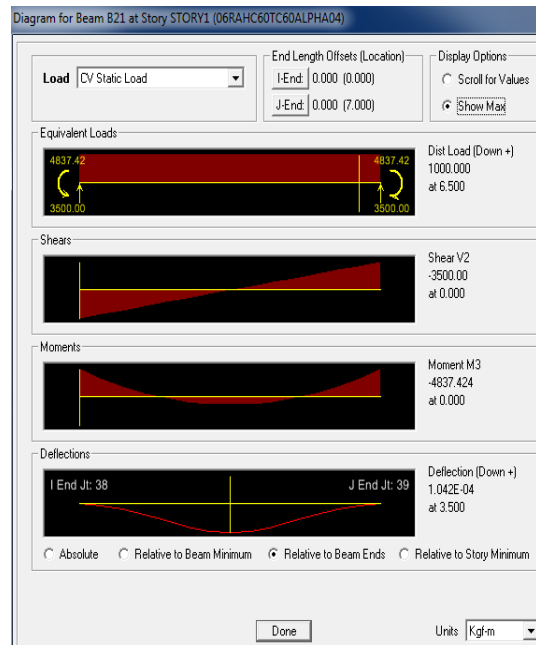 Diagram for Beam B21 at Story STORY1 (06RAHC60TC60ALPHA04)
Load CV Static Load
End Length Offsets (Location)
I-End: 0.000 (0.000)
J-End: 0.000 (7.000)
Display Options
Scroll for Values
Show Max
Equivalent Loads
4837.42 4837.42
3500.00 3500.00
Dist Load (Down +)
1000.000
at 6.500
Shears
Shear V2
-3500.00
at 0.000
Moments
Moment M3
-4837.424
at 0.000
Deflections
I End Jt: 38 J End Jt: 39
Deflection (Down +)
1.042E-04
at 3.500
Absolute Relative to Beam Minimum Relative to Beam Ends Relative to Story Minimum
Done
Units Kgf-m